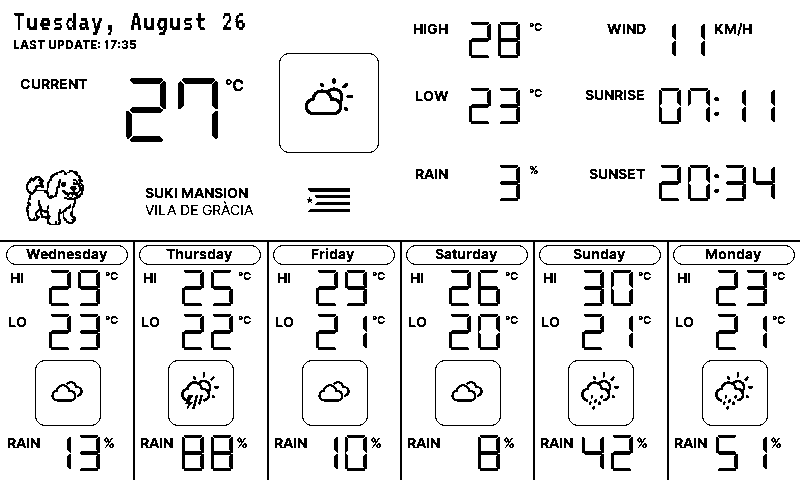 Tuesday, August 26
LAST UPDATE: 17:35
CURRENT 27 °C
HIGH 28 °C
WIND 11 KM/H
LOW 23 °C
SUNRISE 07:11
RAIN 3 %
SUNSET 20:34
SUKI MANSION
VILA DE GRÀCIA
Wednesday
HI 29 °C
LO 23 °C
RAIN 13 %
Thursday
HI 25 °C
LO 22 °C
RAIN 88 %
Friday
HI 29 °C
LO 21 °C
RAIN 10 %
Saturday
HI 26 °C
LO 20 °C
RAIN 8 %
Sunday
HI 30 °C
LO 21 °C
RAIN 42 %
Monday
HI 23 °C
LO 21 °C
RAIN 51 %